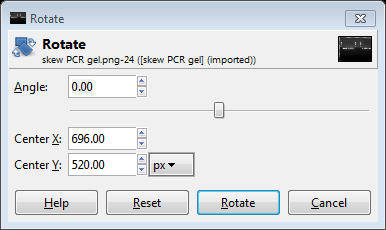 Rotate
Rotate
skew PCR gel.png-24 ([skew PCR gel] (imported))
Angle: 0.00
Center X: 696.00
Center Y: 520.00 px
Help Reset Rotate Cancel